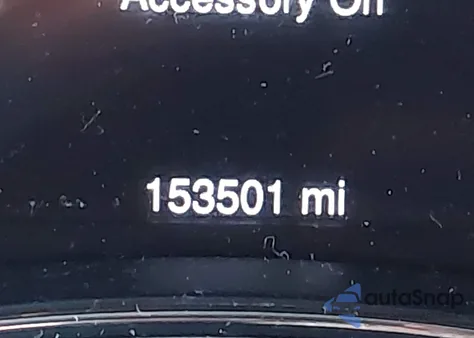 Accessory On
153501 mi
autoSnap